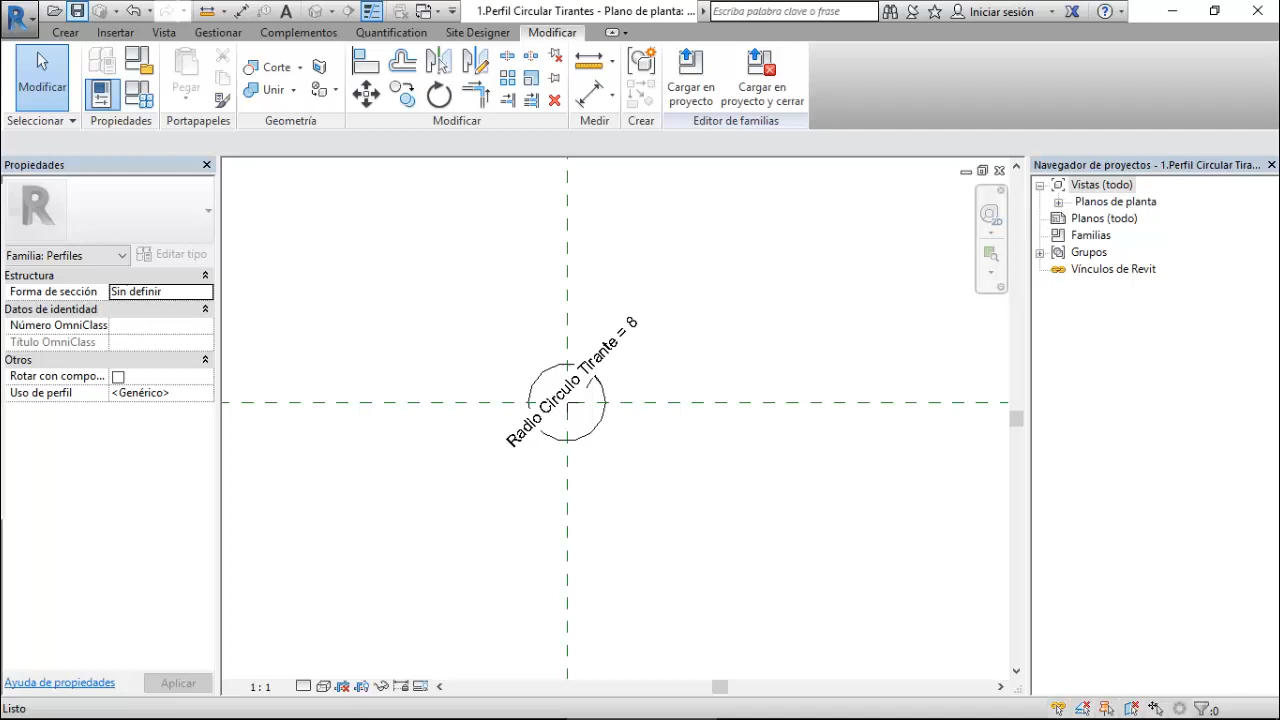 1.Perfil Circular Tirantes - Plano de planta: ...
Escriba palabra clave o frase
Iniciar sesión
Crear
Insertar
Vista
Gestionar
Complementos
Quantification
Site Designer
Modificar
Modificar
Pegar
Corte
Unir
Cargar en
proyecto
Cargar en
proyecto y cerrar
Seleccionar
Propiedades
Portapapeles
Geometría
Modificar
Medir
Crear
Editor de familias
Propiedades
Familia: Perfiles
Editar tipo
Estructura
Forma de sección
Sin definir
Datos de identidad
Número OmniClass
Título OmniClass
Otros
Rotar con compo...
Uso de perfil
<Genérico>
Ayuda de propiedades
Aplicar
Radio Circulo Tirante = 8
2D
1 : 1
Navegador de proyectos - 1.Perfil Circular Tira...
Vistas (todo)
Planos de planta
Planos (todo)
Familias
Grupos
Vínculos de Revit
Listo
:0